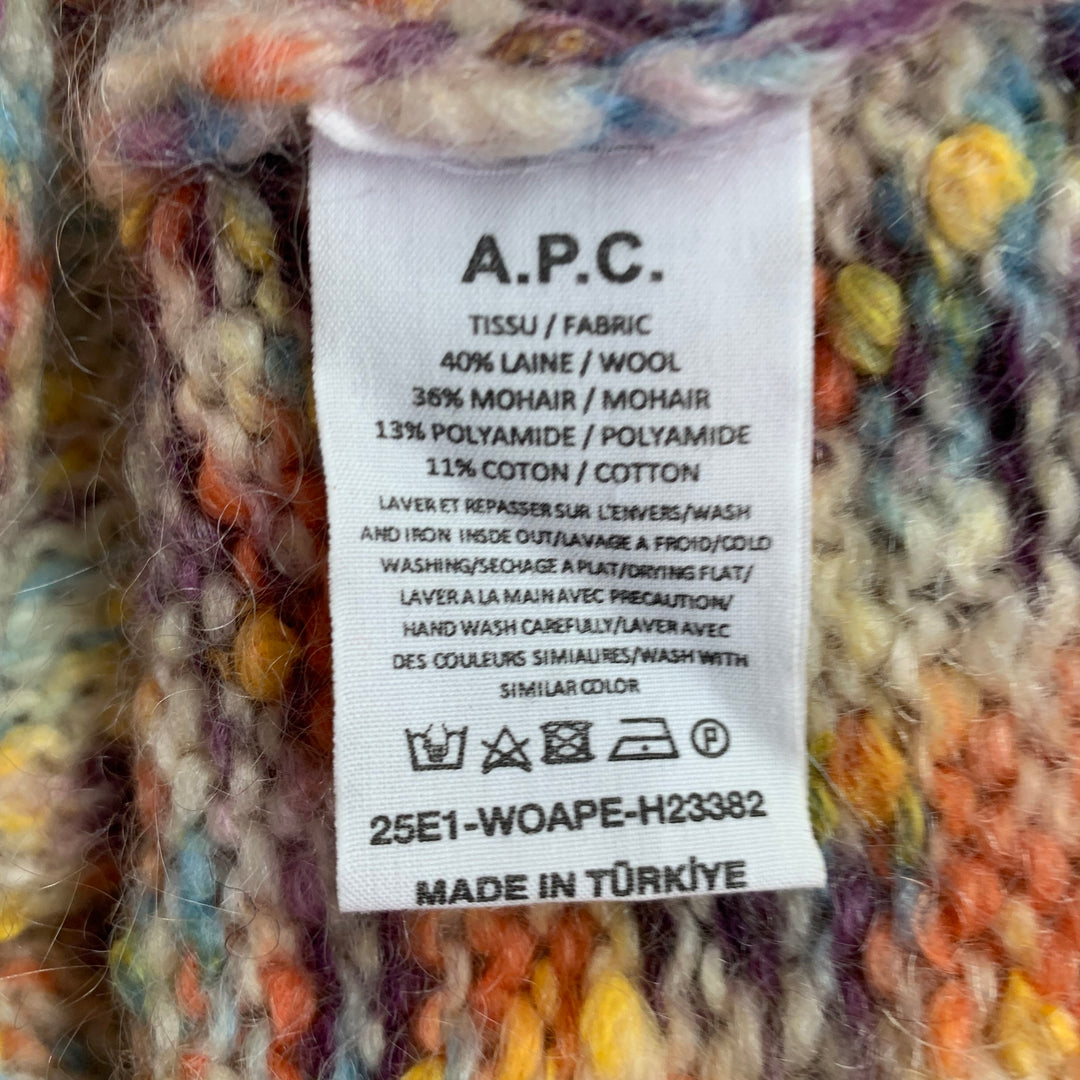 A.P.C.
TISSU / FABRIC
40% LAINE / WOOL
36% MOHAIR / MOHAIR
13% POLYAMIDE / POLYAMIDE
11% COTON / COTTON
LAVER ET REPASSER SUR L'ENVERS/WASH
AND IRON INSDE OUT/LAVAGE A FROID/COLD
WASHING/SECHAGE A PLAT/DRYING FLAT/
LAVER A LA MAIN AVEC PRECAUTION/
HAND WASH CAREFULLY/LAVER AVEC
DES COULEURS SIMIALIRES/WASH WITH
SIMILAR COLOR
P
25E1-WOAPE-H23382
MADE IN TÜRKİYE